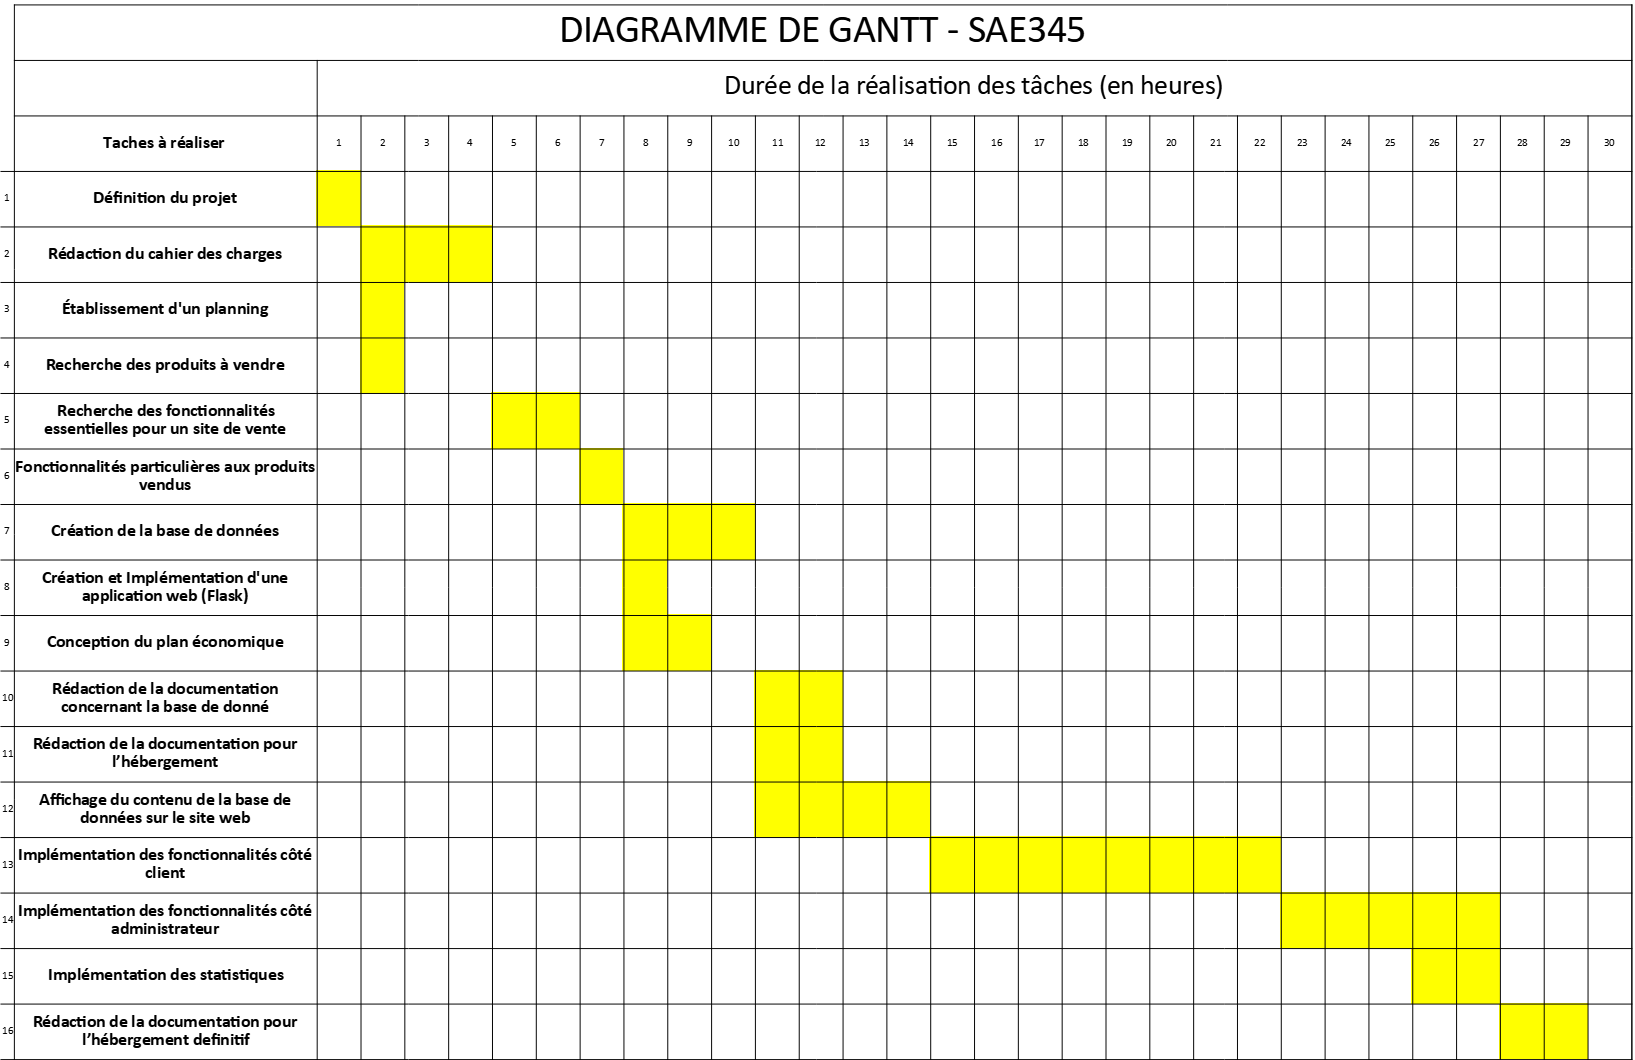 DIAGRAMME DE GANTT - SAE345
Durée de la réalisation des tâches (en heures)
Taches à réaliser 1 2 3 4 5 6 7 8 9 10 11 12 13 14 15 16 17 18 19 20 21 22 23 24 25 26 27 28 29 30
1 Définition du projet
2 Rédaction du cahier des charges
3 Établissement d'un planning
4 Recherche des produits à vendre
5 Recherche des fonctionnalités
essentielles pour un site de vente
6 Fonctionnalités particulières aux produits
vendus
7 Création de la base de données
8 Création et Implémentation d'une
application web (Flask)
9 Conception du plan économique
10 Rédaction de la documentation
concernant la base de donné
11 Rédaction de la documentation pour
l’hébergement
12 Affichage du contenu de la base de
données sur le site web
13 Implémentation des fonctionnalités côté
client
14 Implémentation des fonctionnalités côté
administrateur
15 Implémentation des statistiques
16 Rédaction de la documentation pour
l’hébergement definitif